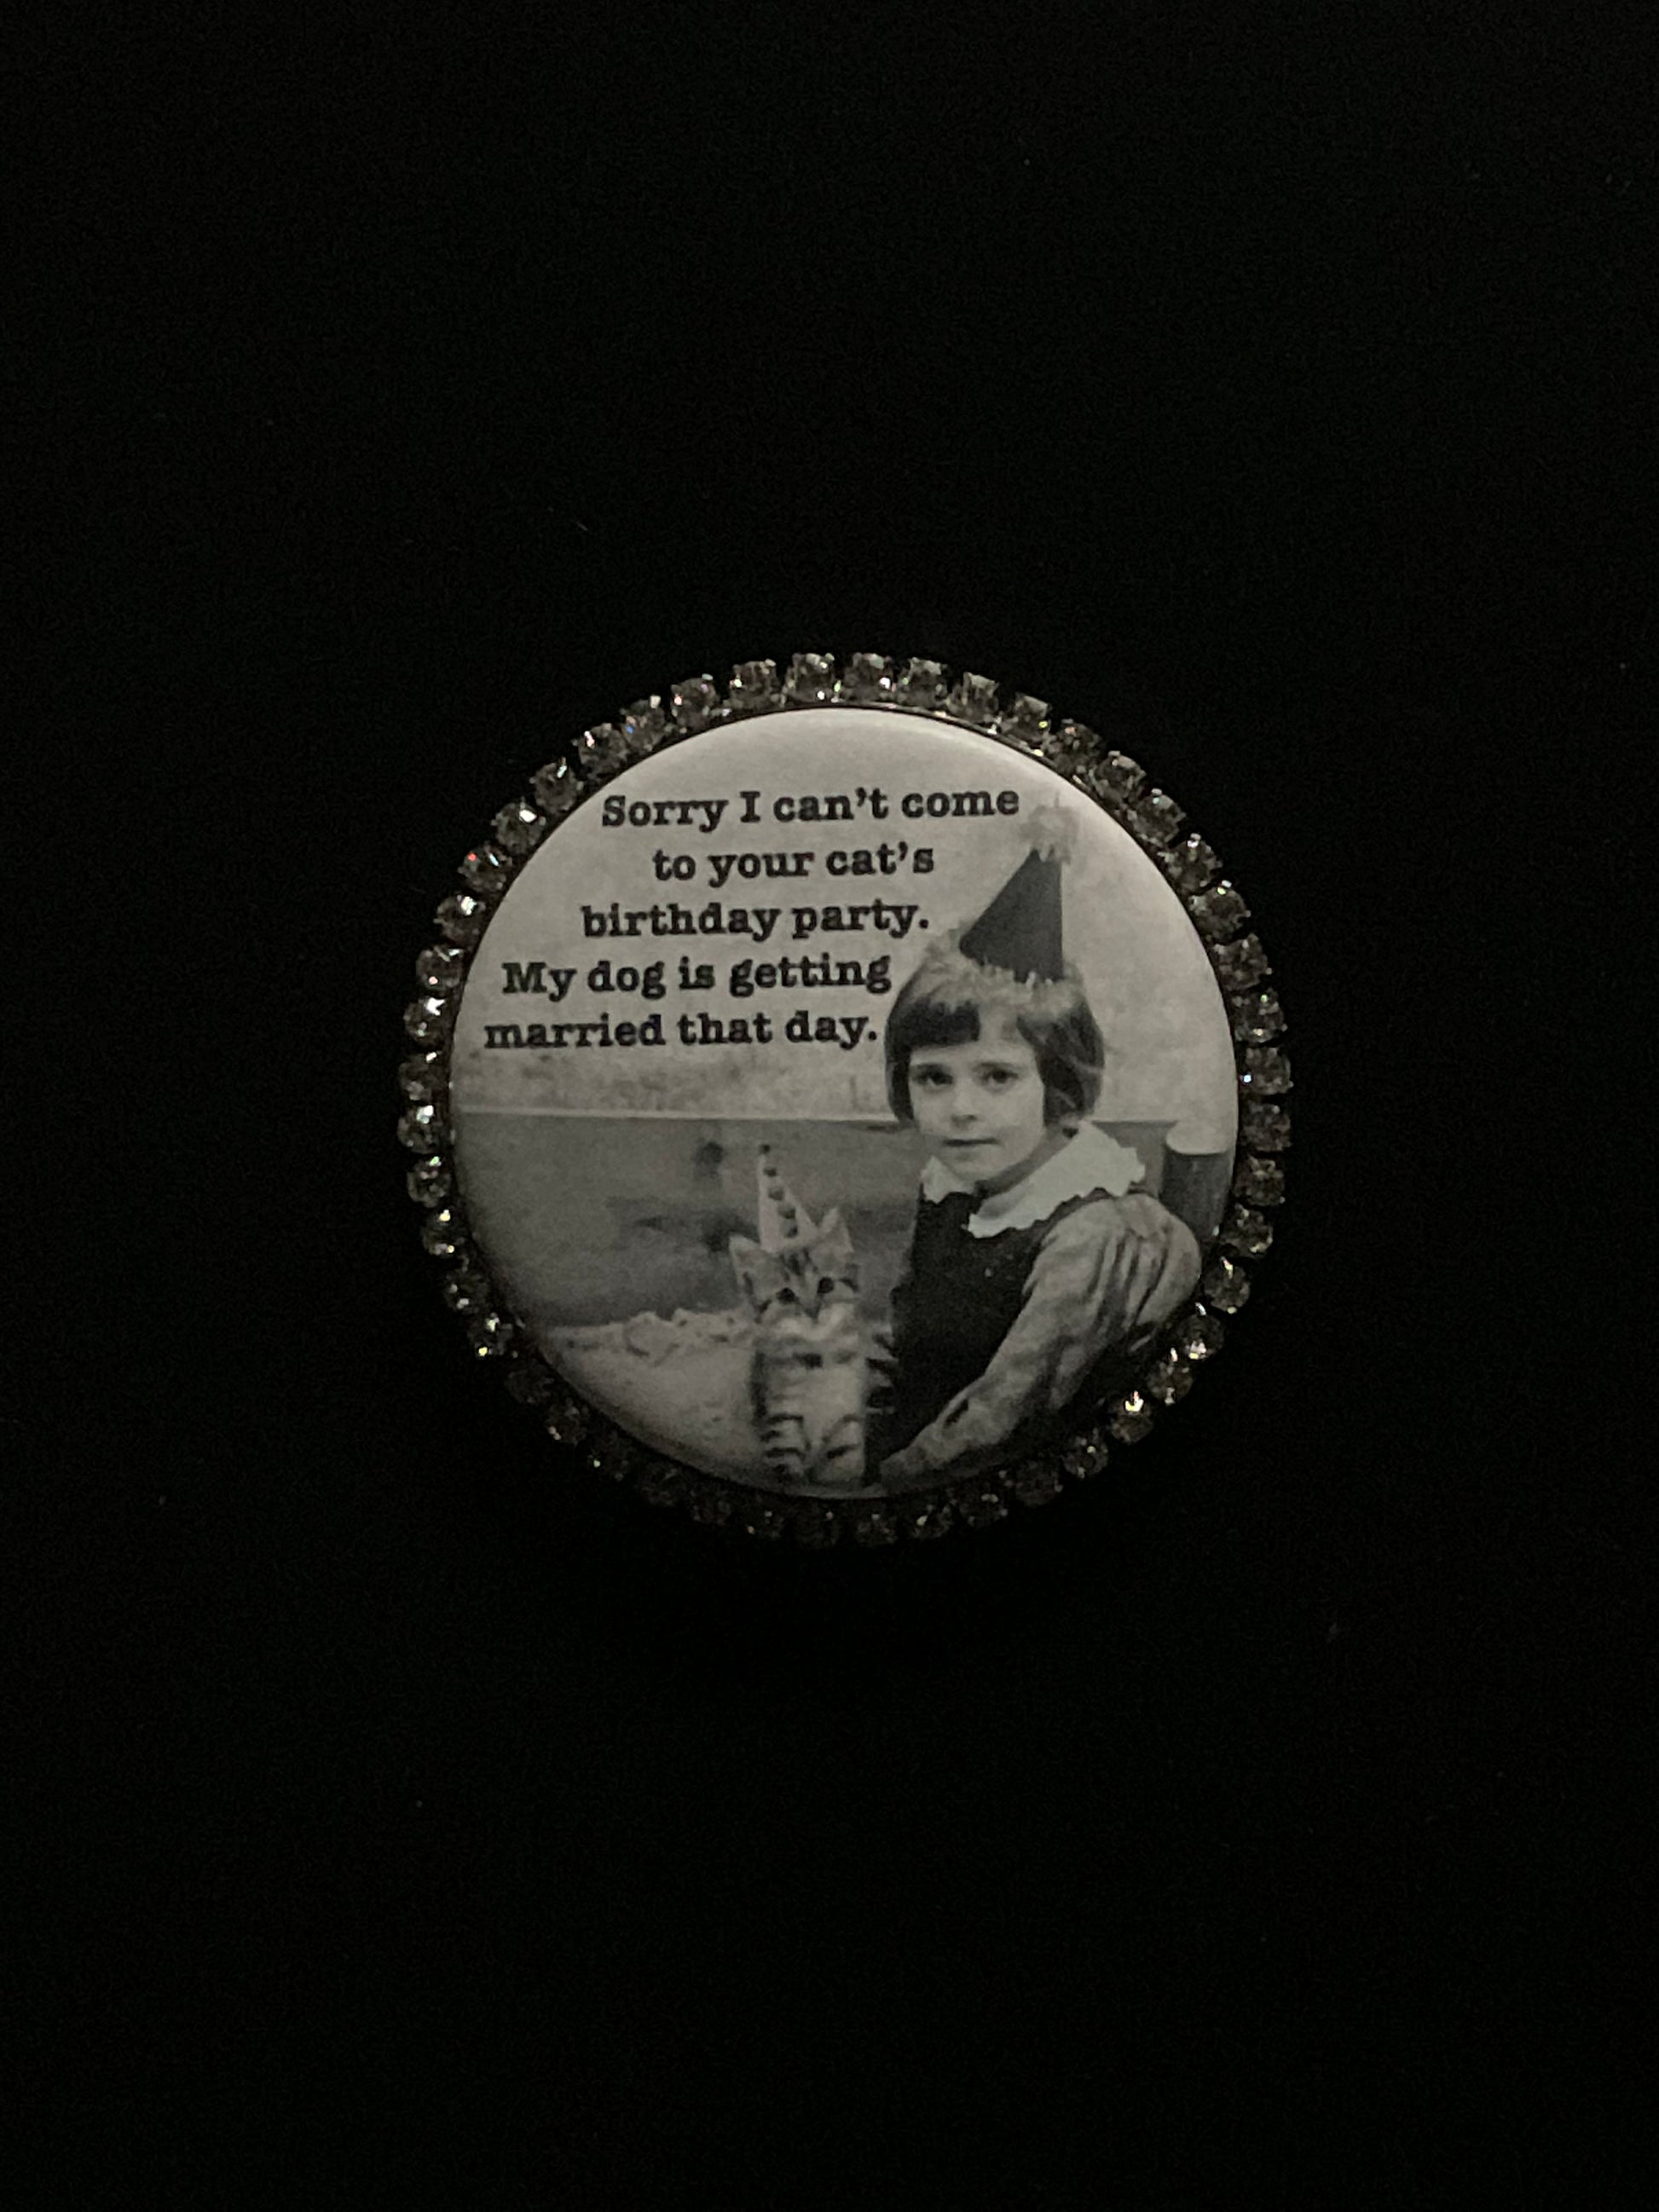 Sorry I can't come
to your cat's
birthday party.
My dog is getting
married that day.